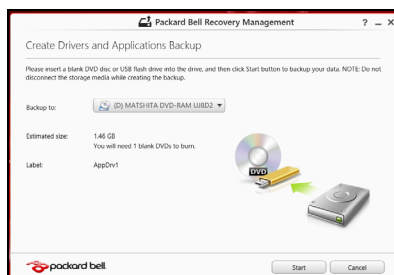 Packard Bell Recovery Management
? _ X
Create Drivers and Applications Backup
Please insert a blank DVD disc or USB flash drive into the drive, and then click Start button to backup your data. NOTE: Do not
disconnect the storage media while creating the backup.
Backup to: (D) MATSHITA DVD-RAM UJ8D2
Estimated size: 1.46 GB
You will need 1 blank DVDs to burn.
Label: AppDrv1
DVD
packard bell.
Start Cancel